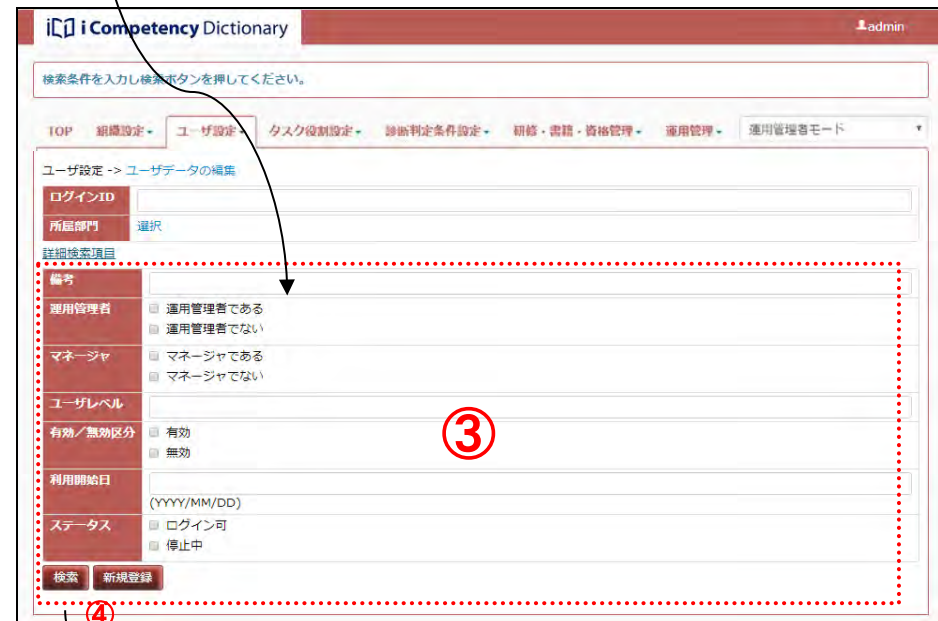 iCD i Competency Dictionary
admin
検索条件を入力し検索ボタンを押してください。
TOP 組織設定 ユーザ設定 タスク役割設定 診断判定条件設定 研修・書籍・資格管理 運用管理 運用管理者モード
ユーザ設定 -> ユーザデータの編集
ログインID
所属部門 選択
詳細検索項目
備考
運用管理者 運用管理者である
運用管理者でない
マネージャ マネージャである
マネージャでない
ユーザレベル
③
有効／無効区分 有効
無効
利用開始日
(YYYY/MM/DD)
ステータス ログイン可
停止中
検索 新規登録
④